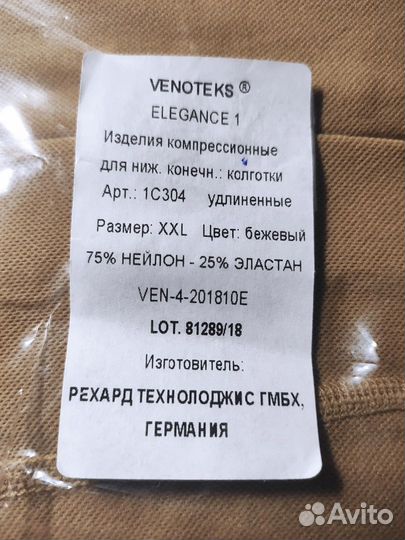 VENOTEKS ®
ELEGANCE 1
Изделия компрессионные
для ниж. конечн.: колготки
Арт.: 1С304 удлиненные
Размер: XXL Цвет: бежевый
75% НЕЙЛОН - 25% ЭЛАСТАН
VEN-4-201810E
LOT. 81289/18
Изготовитель:
РЕХАРД ТЕХНОЛОДЖИС ГМБХ,
ГЕРМАНИЯ
Avito